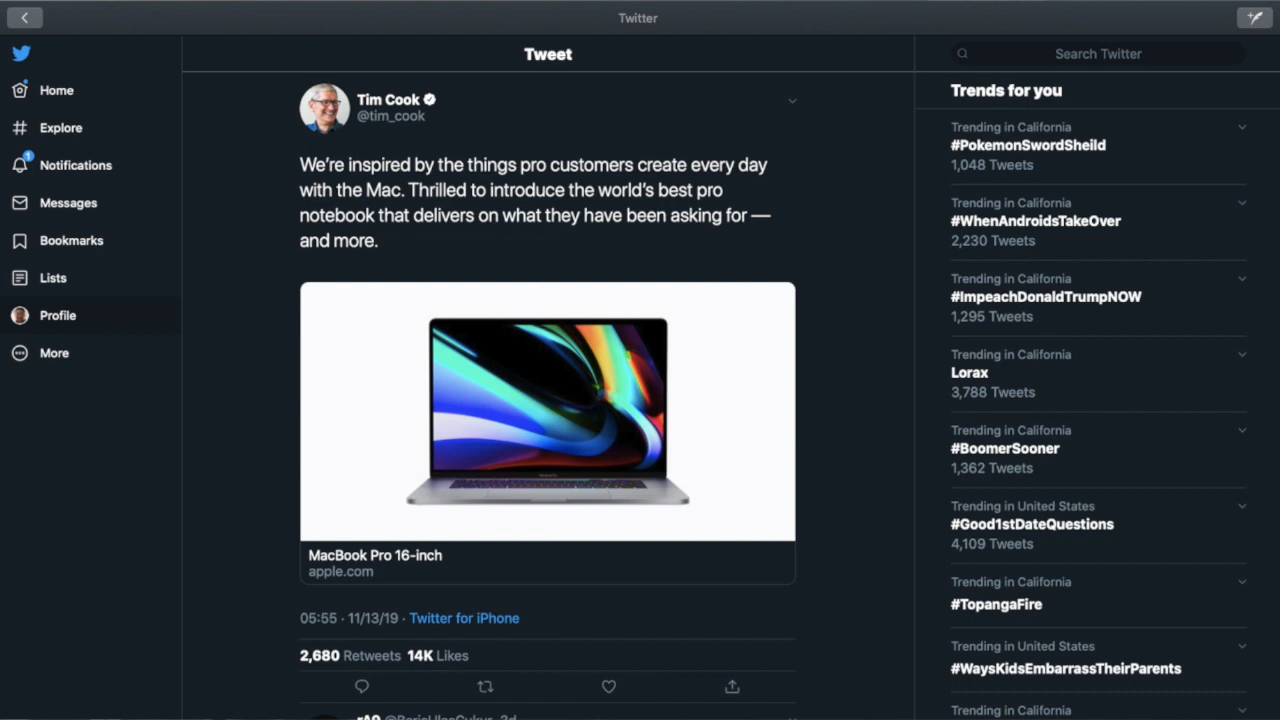 Twitter
Home
Explore
1
Notifications
Messages
Bookmarks
Lists
Profile
More
Tweet
Tim Cook
@tim_cook
We're inspired by the things pro customers create every day
with the Mac. Thrilled to introduce the world's best pro
notebook that delivers on what they have been asking for —
and more.
MacBook Pro 16-inch
apple.com
05:55 · 11/13/19 · Twitter for iPhone
2,680 Retweets 14K Likes
Search Twitter
Trends for you
Trending in California
#PokemonSwordSheild
1,048 Tweets
Trending in California
#WhenAndroidsTakeOver
2,230 Tweets
Trending in California
#ImpeachDonaldTrumpNOW
1,295 Tweets
Trending in California
Lorax
3,788 Tweets
Trending in California
#BoomerSooner
1,362 Tweets
Trending in United States
#Good1stDateQuestions
4,109 Tweets
Trending in California
#TopangaFire
Trending in United States
#WaysKidsEmbarrassTheirParents
Trending in California